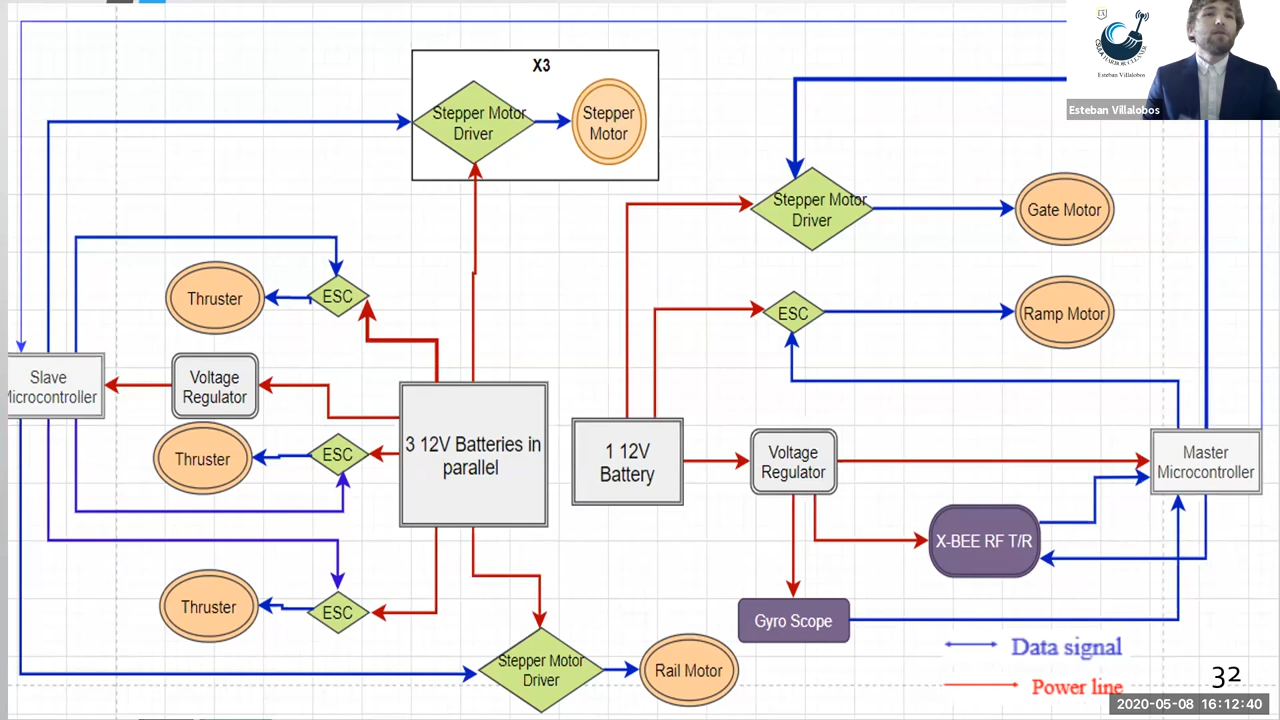 X3
Stepper Motor
Driver
Stepper
Motor
Esteban Villalobos
Esteban Villalobos
Stepper Motor
Driver
Gate Motor
Thruster
ESC
ESC
Ramp Motor
Slave
Microcontroller
Voltage
Regulator
Thruster
ESC
3 12V Batteries in
parallel
1 12V
Battery
Voltage
Regulator
Master
Microcontroller
X-BEE RF T/R
Thruster
ESC
Gyro Scope
Stepper Motor
Driver
Rail Motor
Data signal
Power line
32
2020-05-08 16:12:40